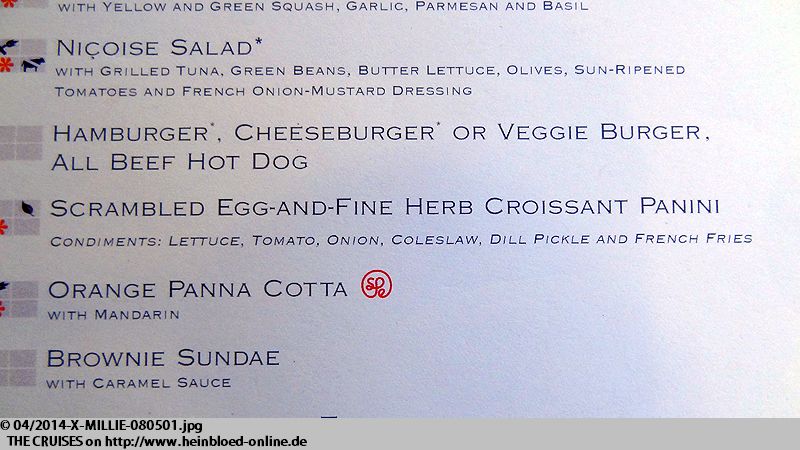 with Yellow and Green Squash, Garlic, Parmesan and Basil
Niçoise Salad*
with Grilled Tuna, Green Beans, Butter Lettuce, Olives, Sun-Ripened
Tomatoes and French Onion-Mustard Dressing
Hamburger*, Cheeseburger* or Veggie Burger,
All Beef Hot Dog
Scrambled Egg-and-Fine Herb Croissant Panini
Condiments: Lettuce, Tomato, Onion, Coleslaw, Dill Pickle and French Fries
Orange Panna Cotta spe
with Mandarin
Brownie Sundae
with Caramel Sauce
© 04/2014-X-MILLIE-080501.jpg
THE CRUISES on http://www.heinbloed-online.de